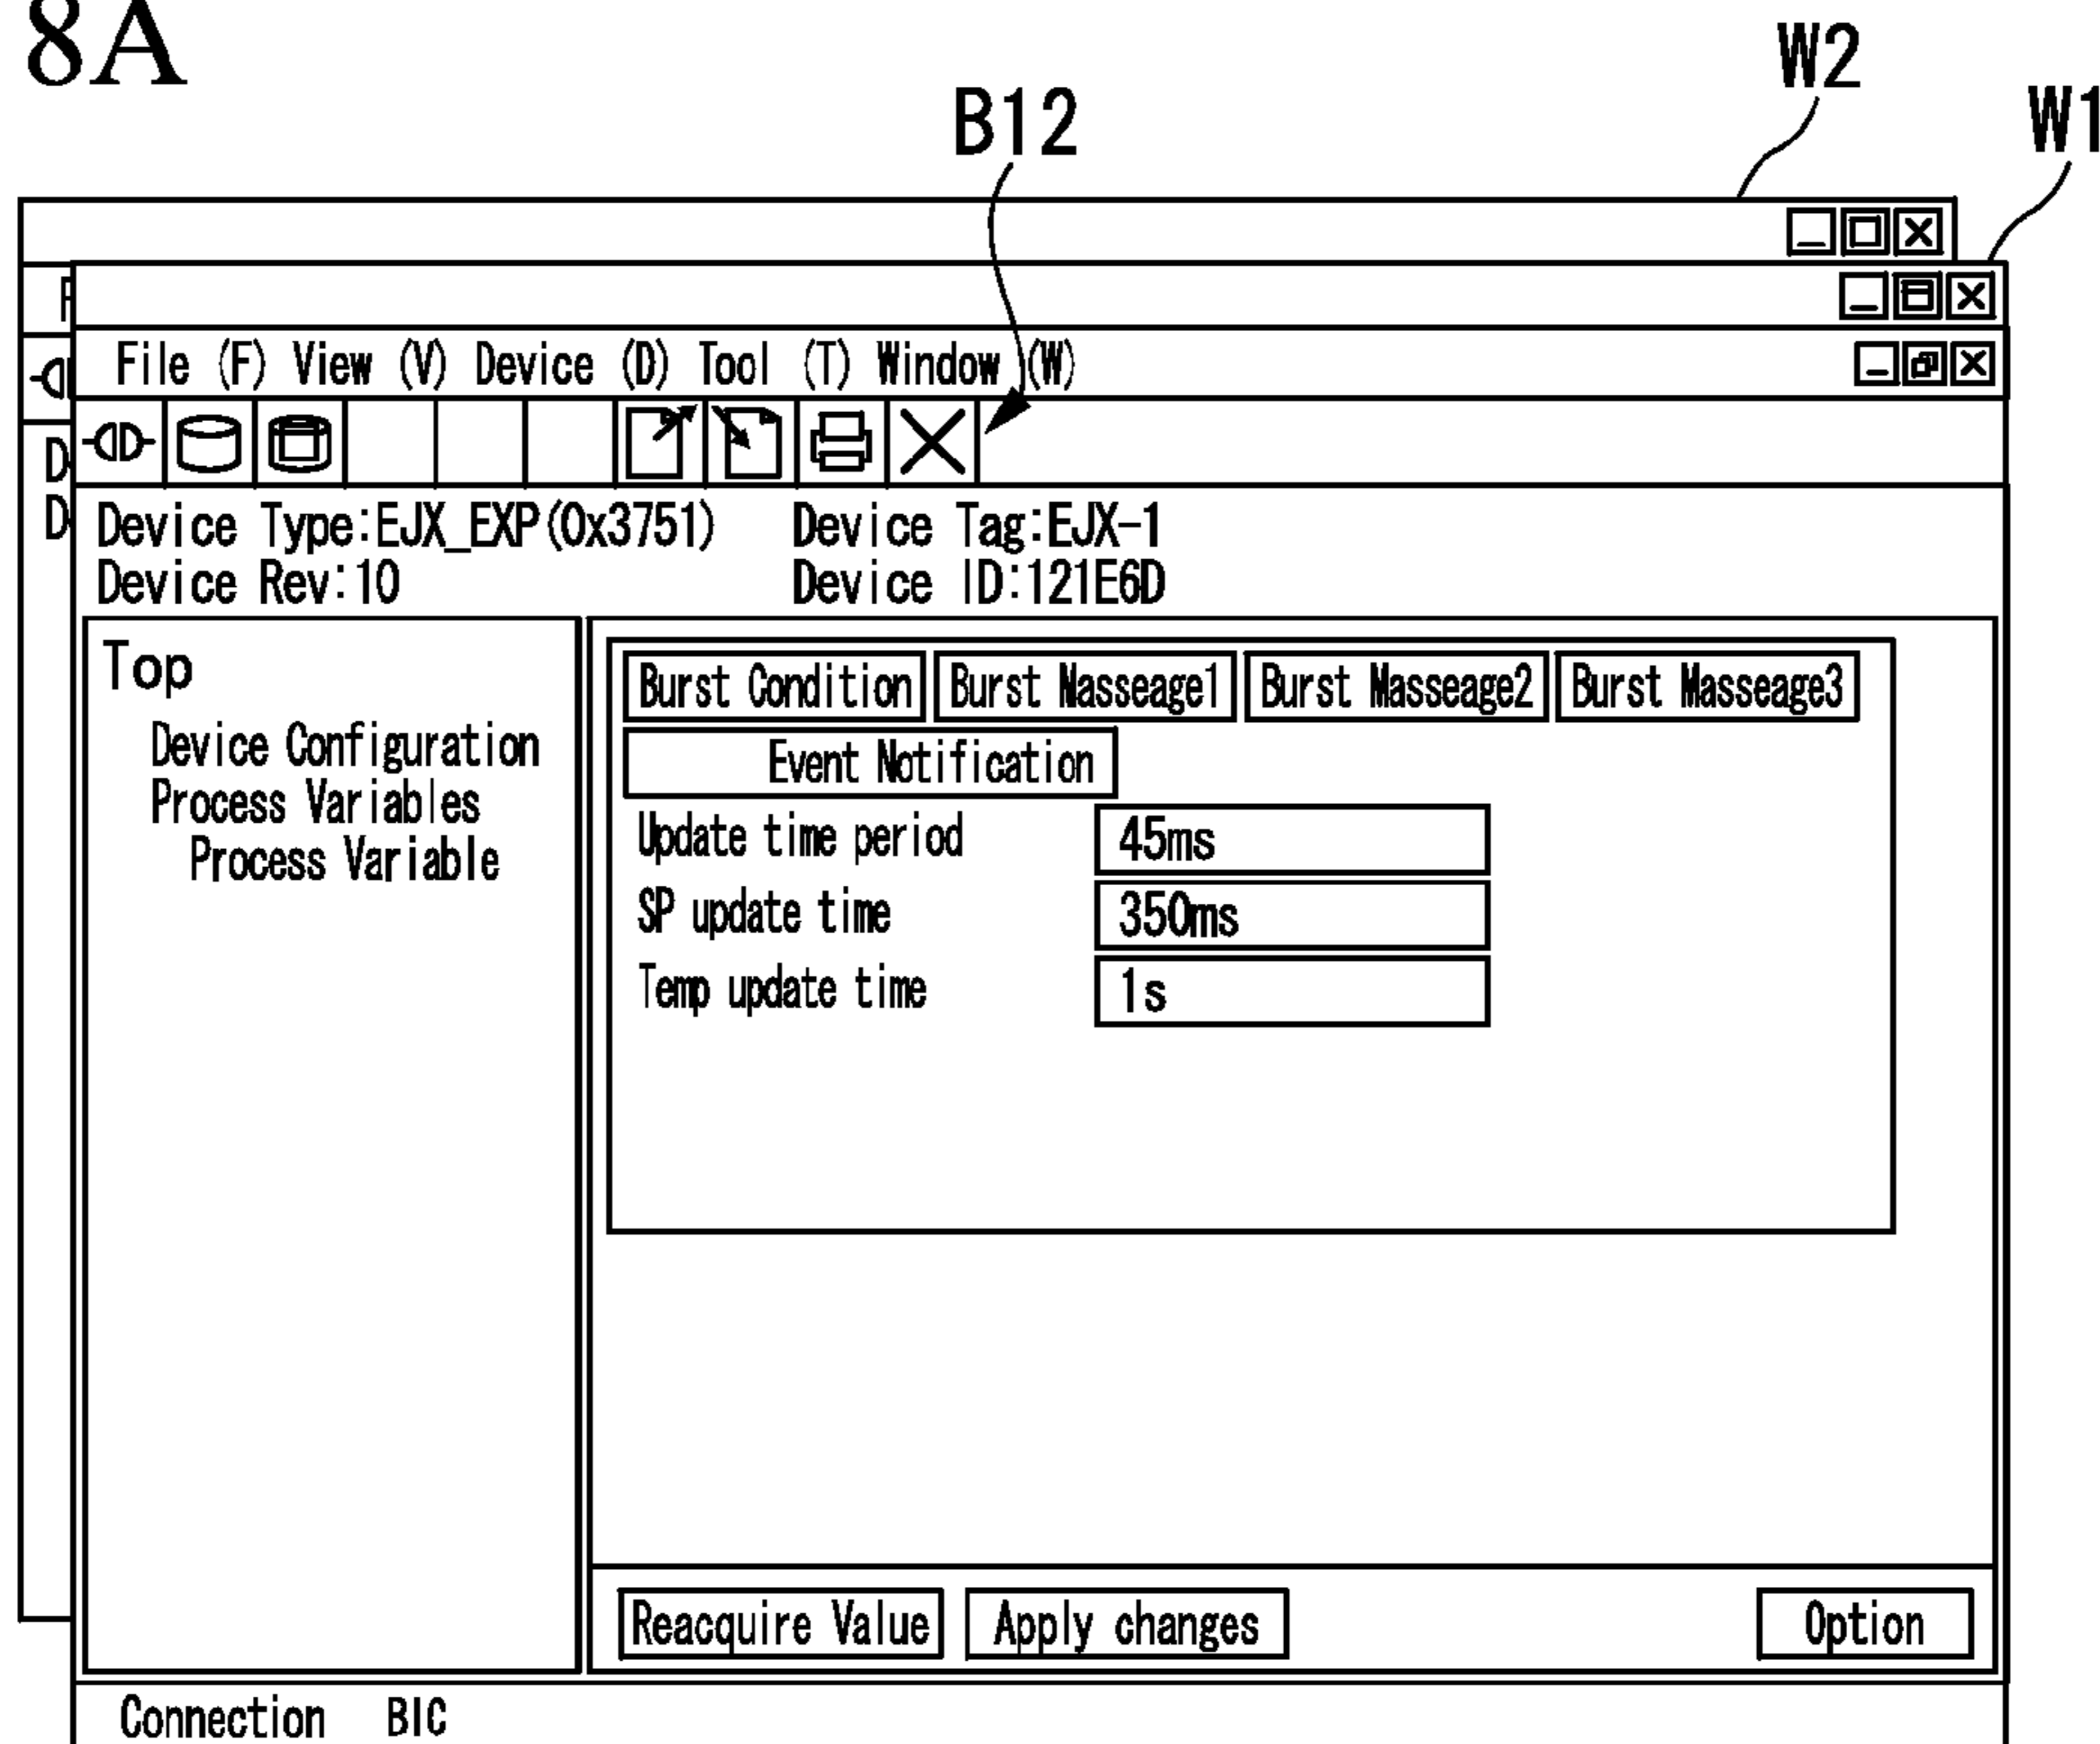 8A
W2
W1
B12
File (F) View (V) Device (D) Tool (T) Window (W)
D
D
Device Type:EJX_EXP(0x3751) Device Tag:EJX-1
Device Rev:10 Device ID:121E6D
Top
Device Configuration
Process Variables
Process Variable
Burst Condition Burst Masseage1 Burst Masseage2 Burst Masseage3
Event Notification
Update time period 45ms
SP update time 350ms
Temp update time 1s
Reacquire Value Apply changes Option
Connection BIC